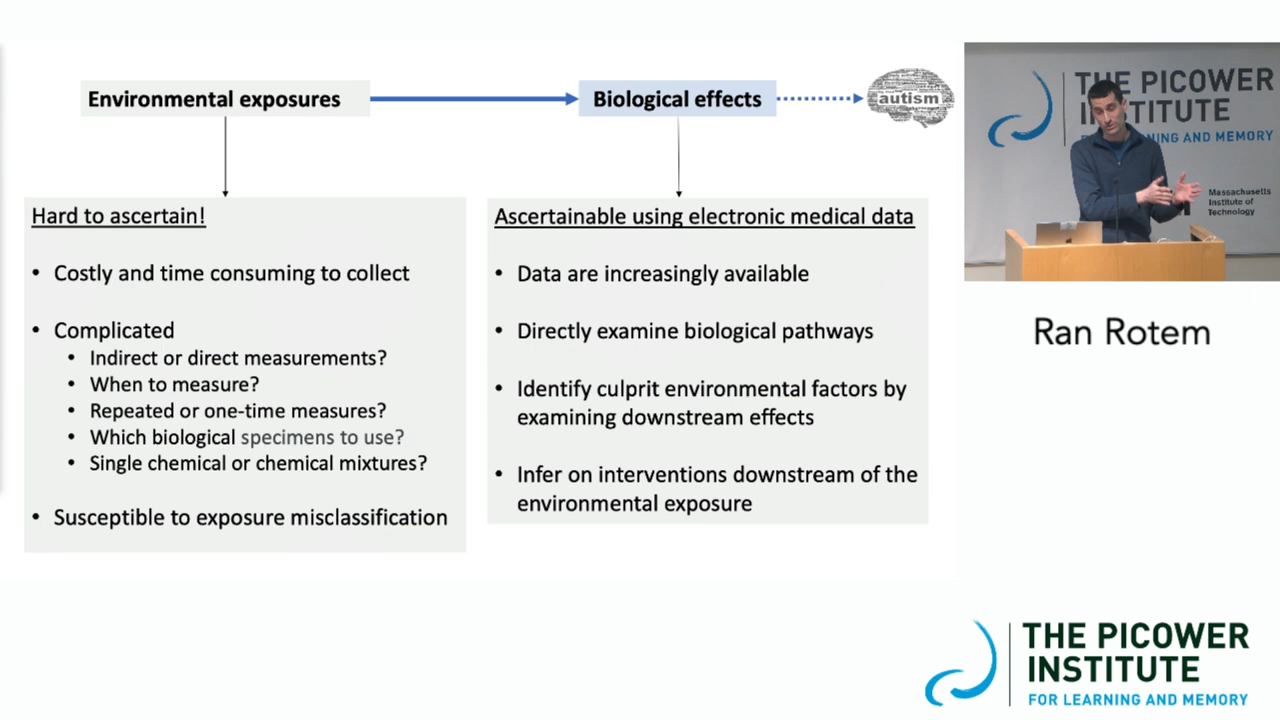 Environmental exposures
Biological effects
autism
Hard to ascertain!
• Costly and time consuming to collect
• Complicated
• Indirect or direct measurements?
• When to measure?
• Repeated or one-time measures?
• Which biological specimens to use?
• Single chemical or chemical mixtures?
• Susceptible to exposure misclassification
Ascertainable using electronic medical data
• Data are increasingly available
• Directly examine biological pathways
• Identify culprit environmental factors by
examining downstream effects
• Infer on interventions downstream of the
environmental exposure
THE PICOWER
INSTITUTE
NING AND MEMORY
Massachusetts
Institute of
Technology
Ran Rotem
THE PICOWER
INSTITUTE
FOR LEARNING AND MEMORY